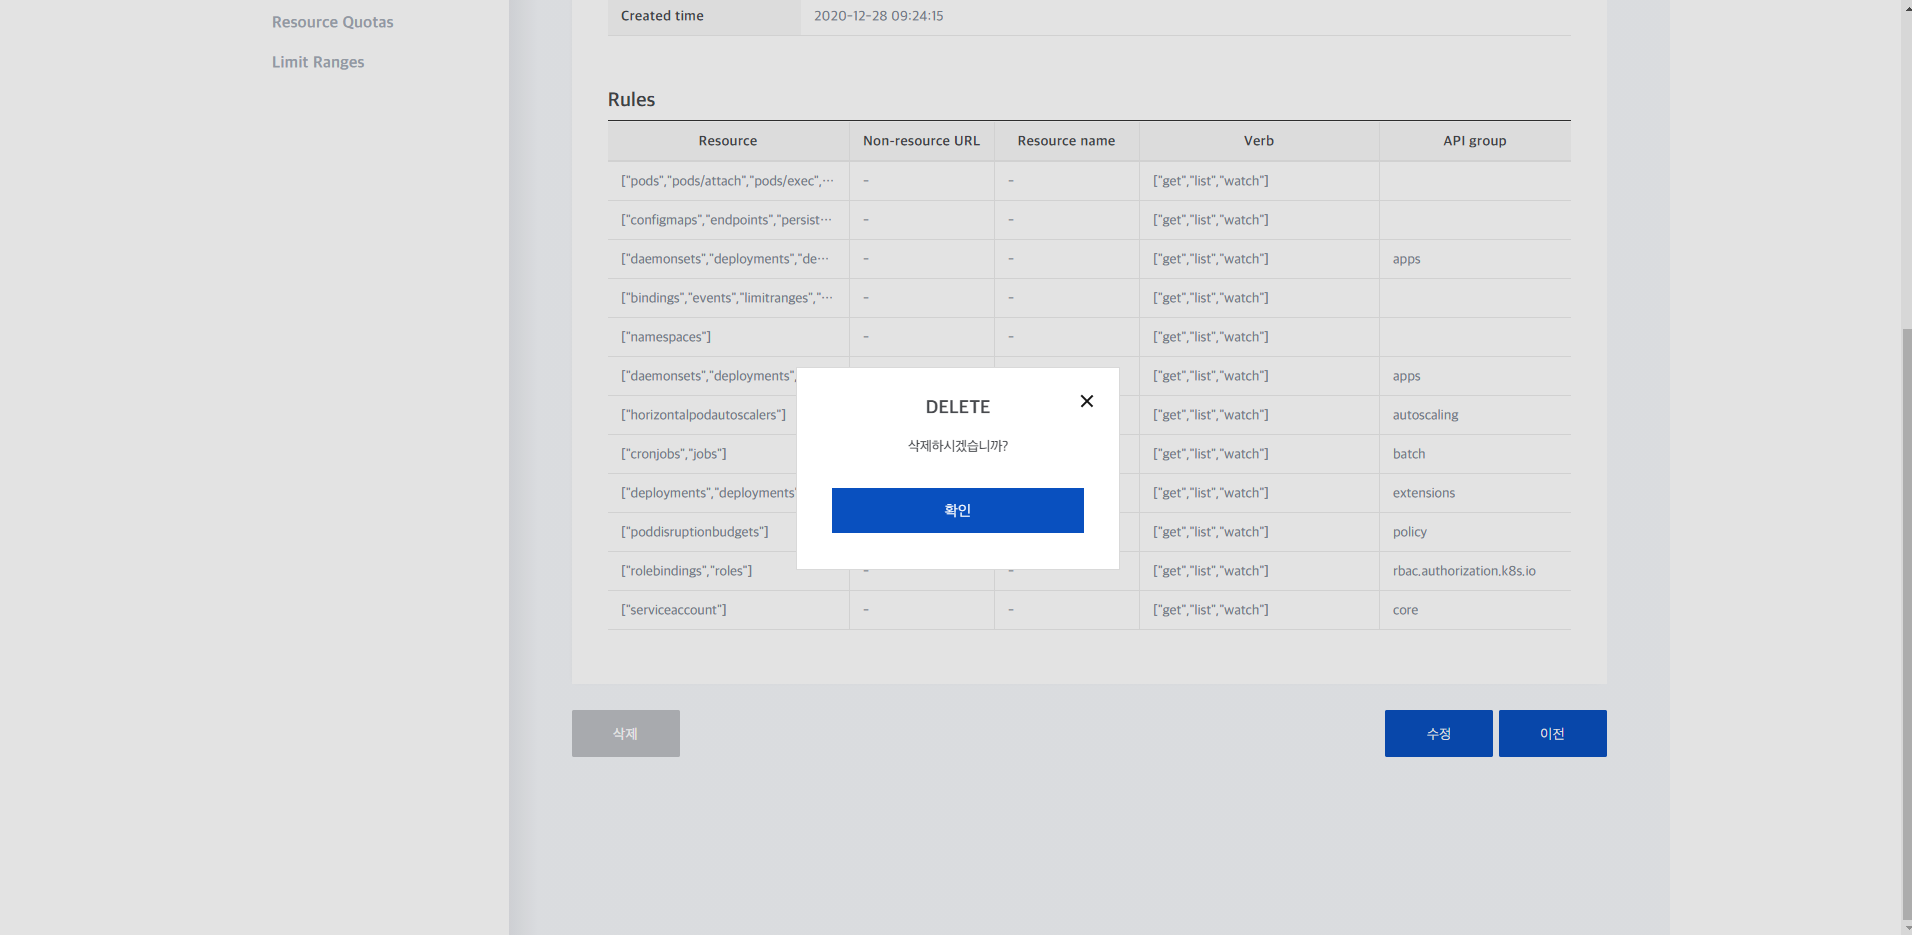 Resource Quotas
Limit Ranges
Created time 2020-12-28 09:24:15
Rules
Resource Non-resource URL Resource name Verb API group
["pods","pods/attach","pods/exec",··· - - ["get","list","watch"]
["configmaps","endpoints","persist··· - - ["get","list","watch"]
["daemonsets","deployments","de··· - - ["get","list","watch"] apps
["bindings","events","limitranges","··· - - ["get","list","watch"]
["namespaces"] - - ["get","list","watch"]
["daemonsets","deployments", ["get","list","watch"] apps
["horizontalpodautoscalers"] ["get","list","watch"] autoscaling
["cronjobs","jobs"] ["get","list","watch"] batch
["deployments","deployments' ["get","list","watch"] extensions
["poddisruptionbudgets"] ["get","list","watch"] policy
["rolebindings","roles"] - - ["get","list","watch"] rbac.authorization.k8s.io
["serviceaccount"] - - ["get","list","watch"] core
DELETE
삭제하시겠습니까?
확인
삭제 수정 이전